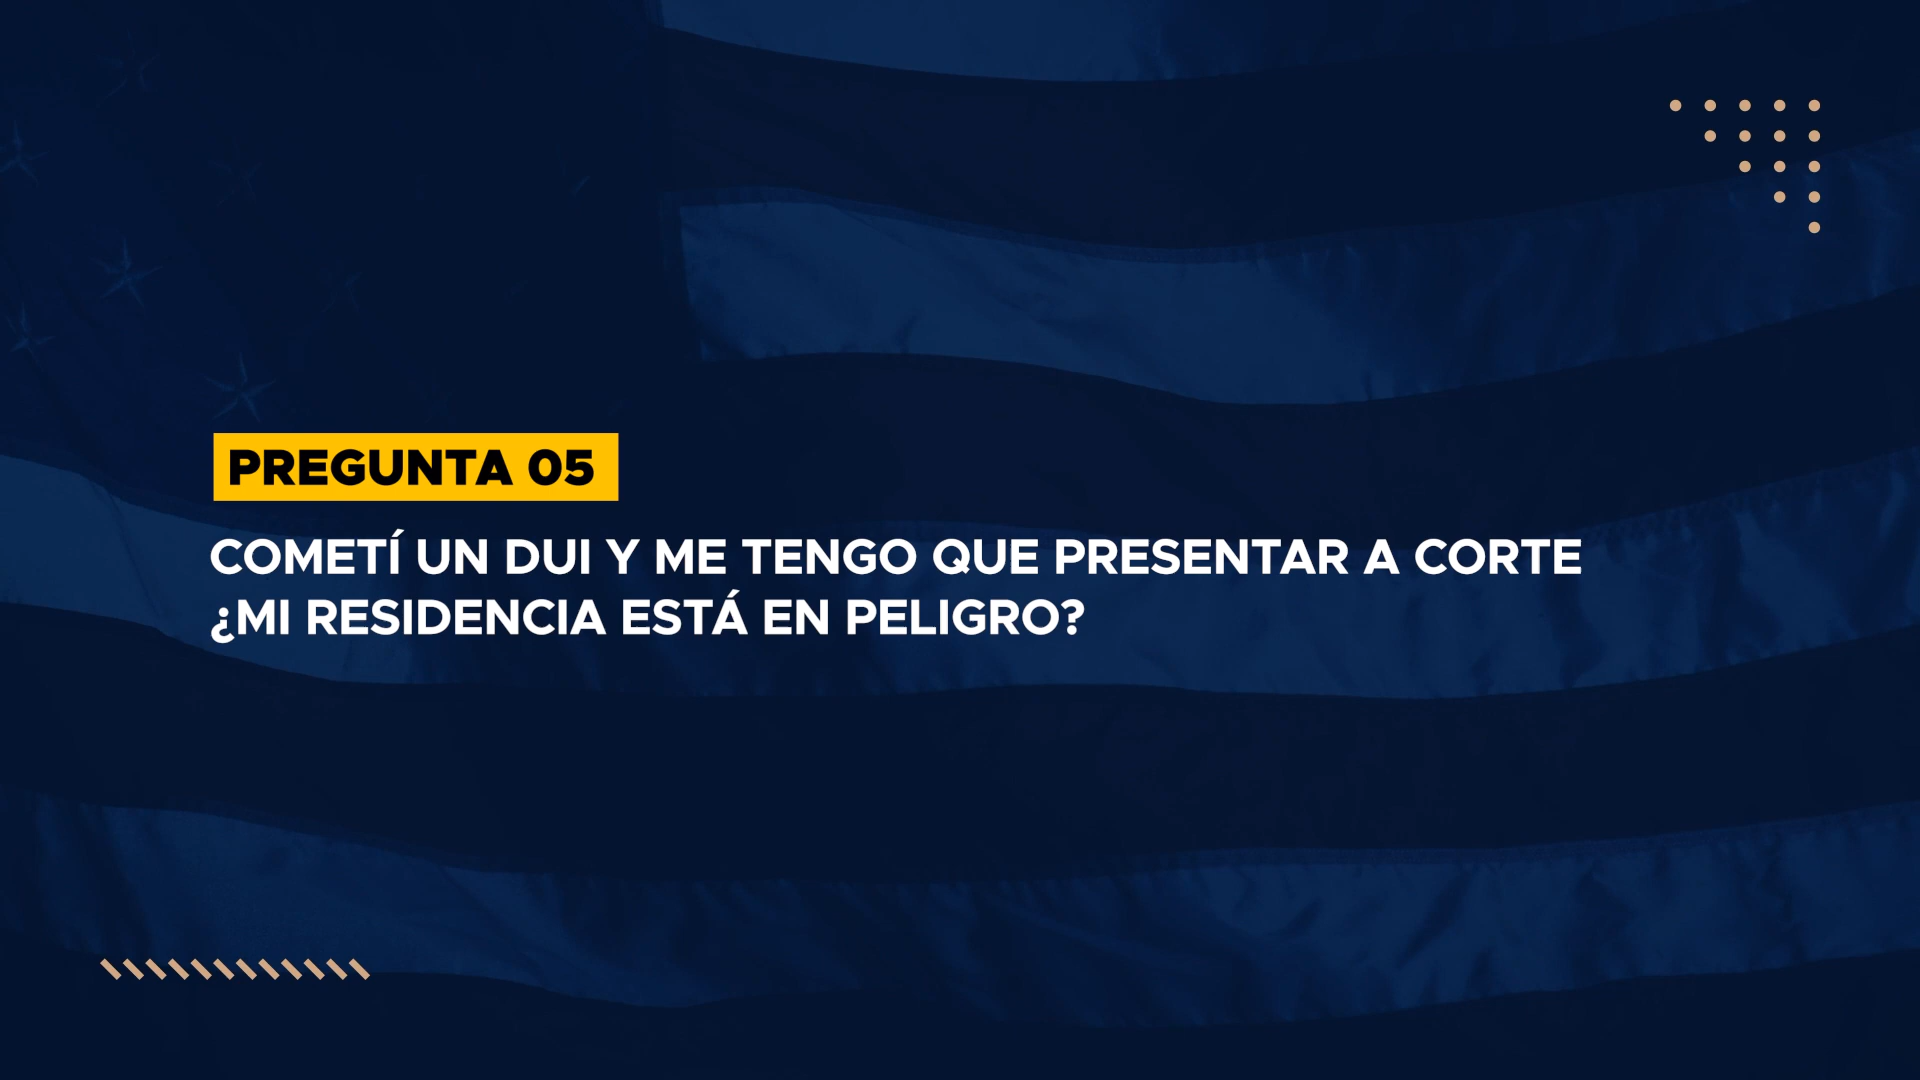 PREGUNTA 05
COMETÍ UN DUI Y ME TENGO QUE PRESENTAR A CORTE
¿MI RESIDENCIA ESTÁ EN PELIGRO?